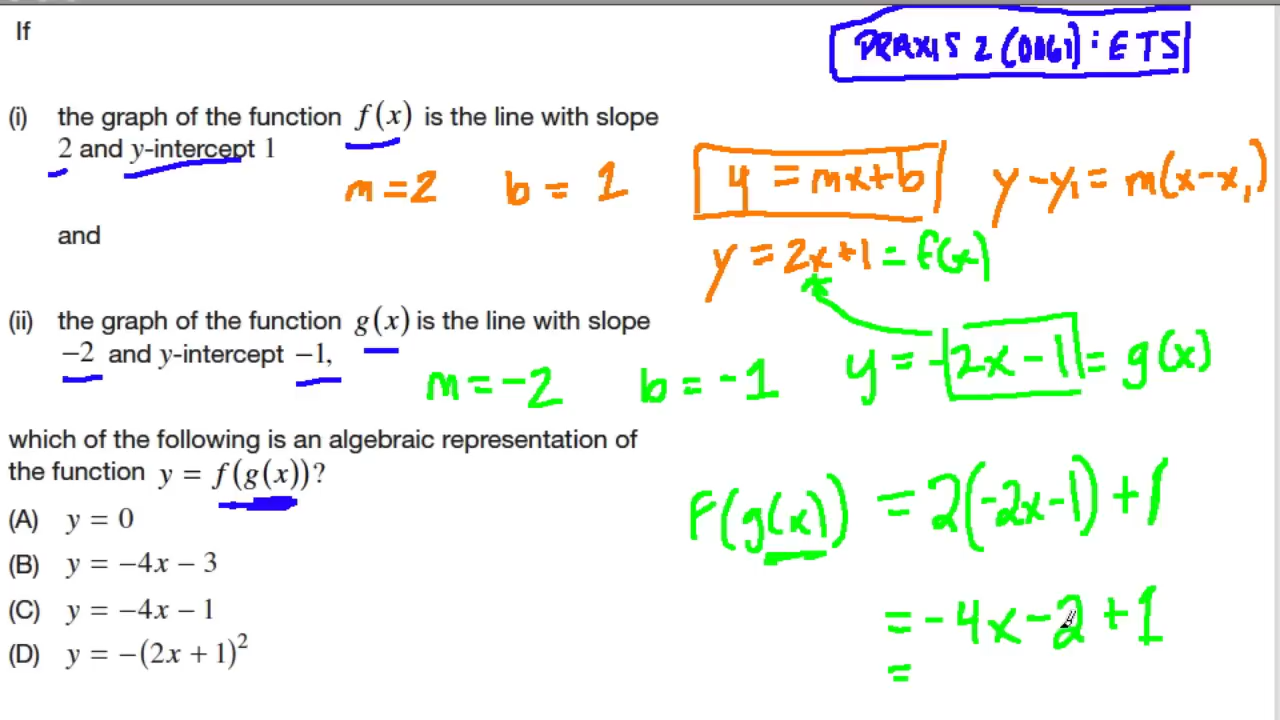 If
PRAXIS 2 (0061) : ETS
(i) the graph of the function f(x) is the line with slope
2 and y-intercept 1
m = 2 b = 1 y = mx+b y - y₁ = m(x - x₁)
and
y = 2x + 1 = f(x)
(ii) the graph of the function g(x) is the line with slope
−2 and y-intercept −1,
m = -2 b = -1 y = -2x - 1 = g(x)
which of the following is an algebraic representation of
the function y = f(g(x))?
F(g(x)) = 2(-2x-1) + 1
(A) y = 0
(B) y = −4x − 3
(C) y = −4x − 1
= -4x - 2 + 1
(D) y = −(2x + 1)²
=